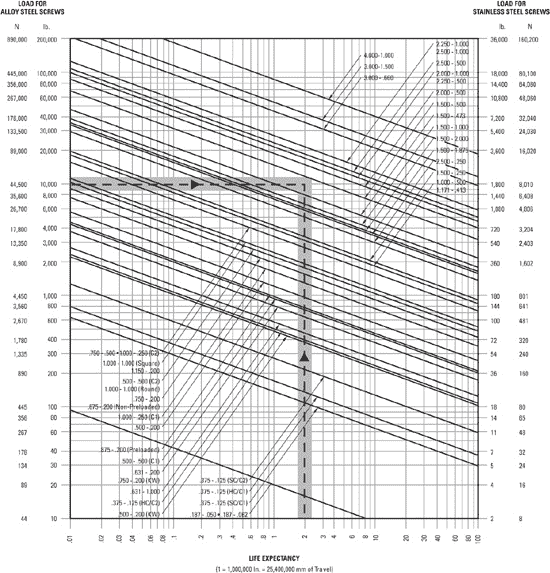 LOAD FOR
ALLOY STEEL SCREWS
LOAD FOR
STAINLESS STEEL SCREWS
N lb. lb. N
890,000 200,000 36,000 160,200
445,000 100,000 18,000 80,100
356,000 80,000 14,400 64,080
267,000 60,000 10,800 48,060
178,000 40,000 7,200 32,040
133,500 30,000 5,400 24,030
89,000 20,000 3,600 16,020
44,500 10,000 1,800 8,010
35,600 8,000 1,440 6,408
26,700 6,000 1,080 4,806
17,800 4,000 720 3,204
13,350 3,000 540 2,403
8,900 2,000 360 1,602
4,450 1,000 180 801
3,560 800 144 641
2,670 600 100 481
1,780 400 72 320
1,335 300 54 240
890 200 36 160
445 100 18 80
356 80 14 65
267 60 11 48
178 40 7 32
134 30 5 24
89 20 4 16
44 10 2 8
4.000-1.000
3.000-1.500
3.000-.660
2.250-1.000
2.500-1.000
2.500-.500
2.000-1.000
2.250-.500
2.000-.500
1.500-.500
1.500-.473
1.500-1.000
1.500-2.000
1.500-1.875
2.500-.250
1.500-.250
1.000-.500
1.171-.413
.750-.500 • 1.000-.250 (C2)
1.000-1.000 (Square)
1.150-.200
.500-.500 (C2)
1.000-1.000 (Round)
.750-.200
.875-.200 (Non-Preloaded)
1.000-.250 (C1)
.500-.200
.875-.200 (Preloaded)
.500-.500 (C1)
.631-.200
.750-.200 (KW)
.631-1.000
.375-.125 (HC/C2)
.500-.200 (KW)
.375-.125 (SC/C2)
.375-.125 (HC/C1)
.375-.125 (SC/C1)
.187-.050 • .187-.062
.01 .02 .03 .04 .05 .06 .08 .1 .2 .3 .4 .5 .6 .8 1 2 3 4 5 6 8 10 20 30 40 50 60 80 100
LIFE EXPECTANCY
(1 = 1,000,000 In. = 25,400,000 mm of Travel)